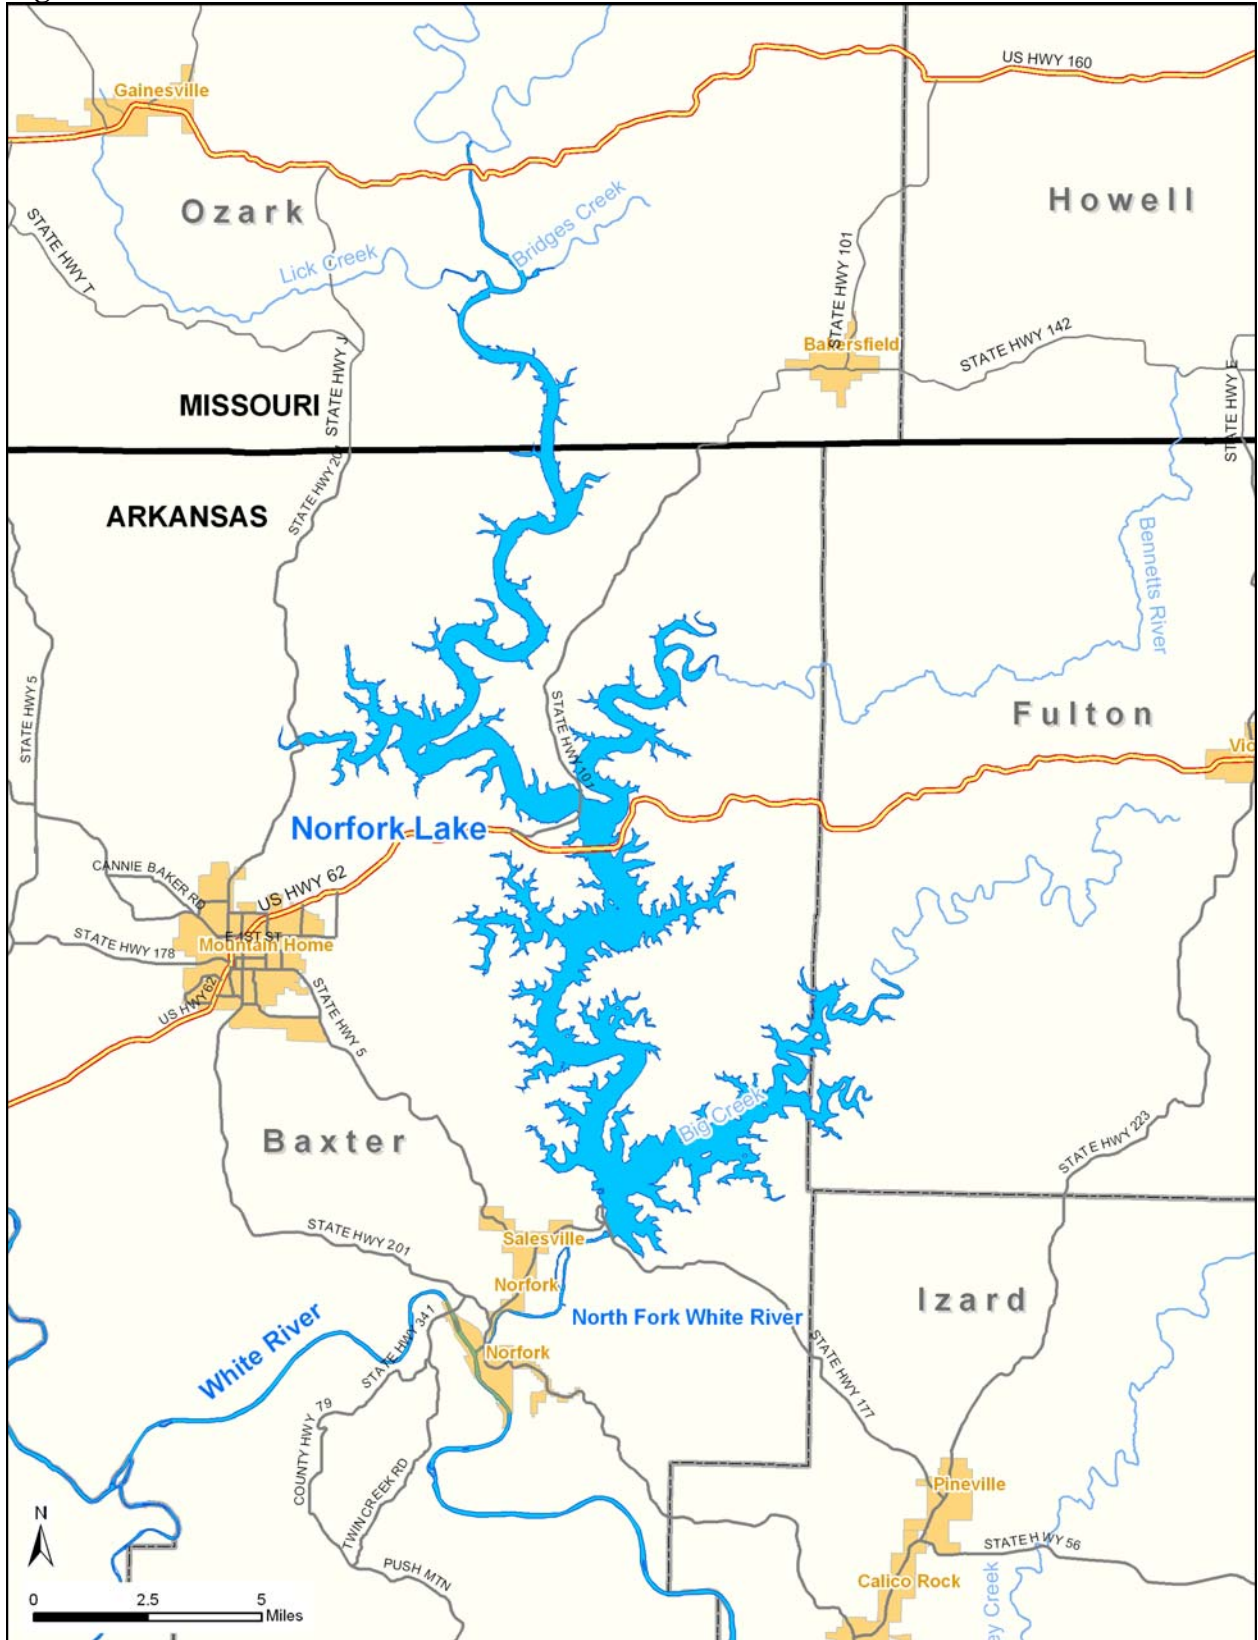 US HWY 160
Gainesville
Ozark
Howell
Bridges Creek
Lick Creek
STATE HWY T
STATE HWY 101
Bakersfield
STATE HWY 142
STATE HWY J
STATE HWY E
MISSOURI
ARKANSAS
STATE HWY 201
Bennetts River
STATE HWY 5
STATE HWY 101
Fulton
Norfork Lake
CANNIE BAKER RD
US HWY 62
E 1ST ST
STATE HWY 178
Mountain Home
US HWY 62
STATE HWY 5
Big Creek
Baxter
STATE HWY 223
STATE HWY 201
Salesville
Norfork
North Fork White River
Izard
White River
STATE HWY 341
Norfork
STATE HWY 177
COUNTY HWY 79
TWIN CREEK RD
Pineville
N
STATE HWY 56
PUSH MTN
Calico Rock
ey Creek
0 2.5 5
Miles